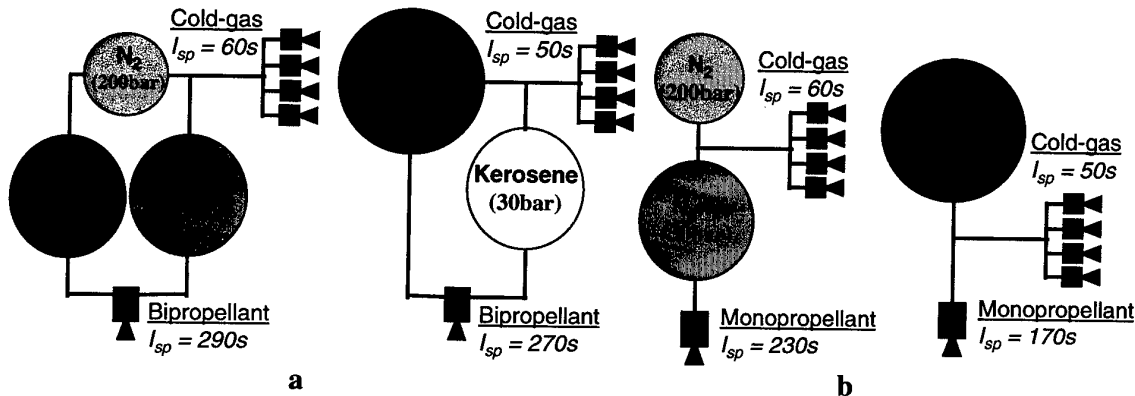 Cold-gas
Isp = 60s
N2
(200bar)
Bipropellant
Isp = 290s
Cold-gas
Isp = 50s
Kerosene
(30bar)
Bipropellant
Isp = 270s
a
N2
(200bar)
Cold-gas
Isp = 60s
Monopropellant
Isp = 230s
Cold-gas
Isp = 50s
Monopropellant
Isp = 170s
b